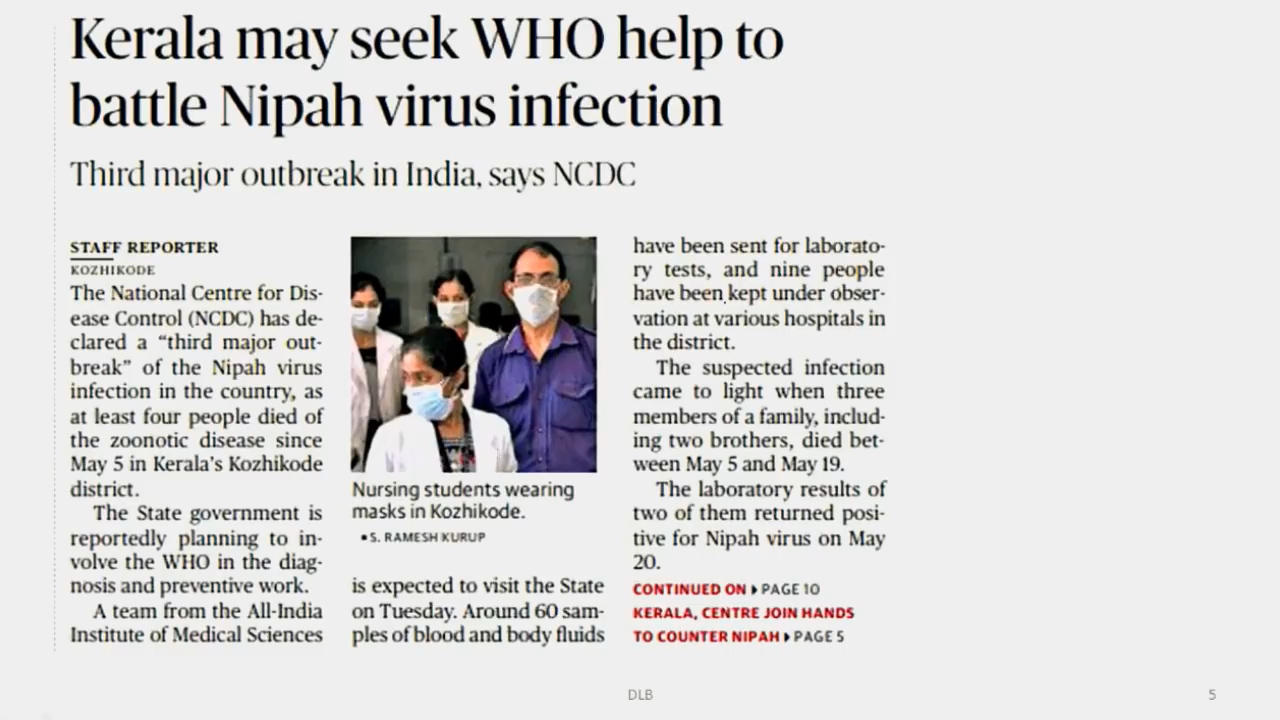 Kerala may seek WHO help to
battle Nipah virus infection
Third major outbreak in India, says NCDC
STAFF REPORTER
KOZHIKODE
The National Centre for Dis-
ease Control (NCDC) has de-
clared a “third major out-
break” of the Nipah virus
infection in the country, as
at least four people died of
the zoonotic disease since
May 5 in Kerala’s Kozhikode
district.
The State government is
reportedly planning to in-
volve the WHO in the diag-
nosis and preventive work.
A team from the All-India
Institute of Medical Sciences
Nursing students wearing
masks in Kozhikode.
•S. RAMESH KURUP
is expected to visit the State
on Tuesday. Around 60 sam-
ples of blood and body fluids
have been sent for laborato-
ry tests, and nine people
have been kept under obser-
vation at various hospitals in
the district.
The suspected infection
came to light when three
members of a family, includ-
ing two brothers, died bet-
ween May 5 and May 19.
The laboratory results of
two of them returned posi-
tive for Nipah virus on May
20.
CONTINUED ON PAGE 10
KERALA, CENTRE JOIN HANDS
TO COUNTER NIPAH PAGE 5
DLB
5